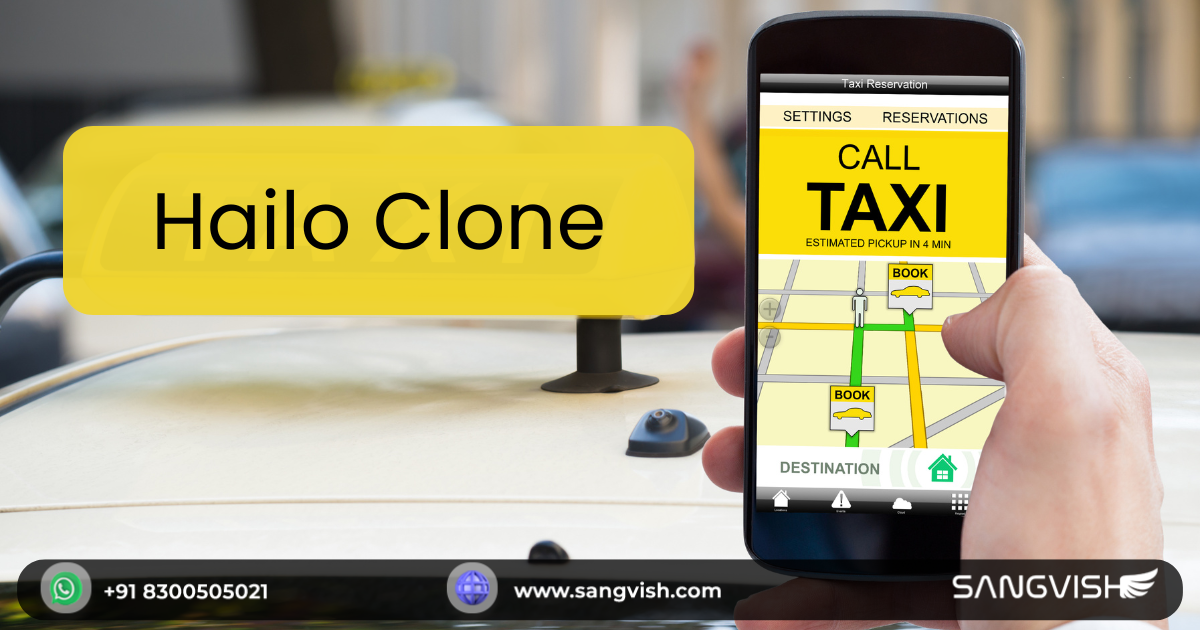 Hailo Clone
Taxi Reservation
SETTINGS RESERVATIONS
CALL
TAXI
ESTIMATED PICKUP IN 4 MIN
BOOK
BOOK
DESTINATION
+91 8300505021
www.sangvish.com
SANGVISH